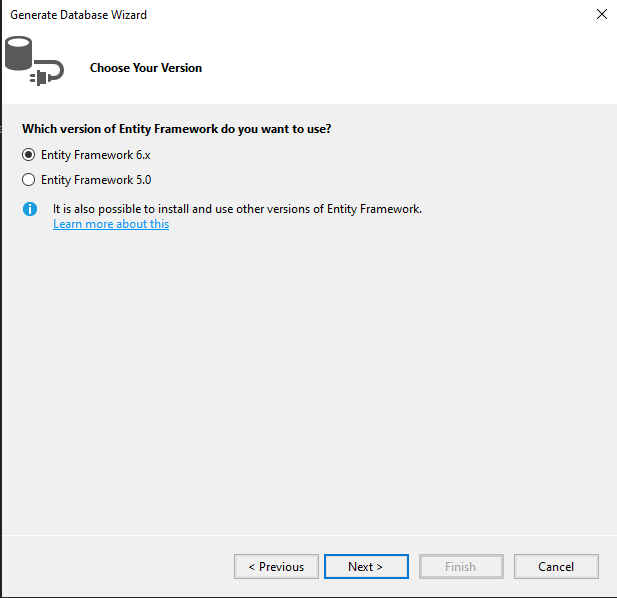 Generate Database Wizard
Choose Your Version
Which version of Entity Framework do you want to use?
Entity Framework 6.x
Entity Framework 5.0
It is also possible to install and use other versions of Entity Framework.
Learn more about this
< Previous
Next >
Finish
Cancel